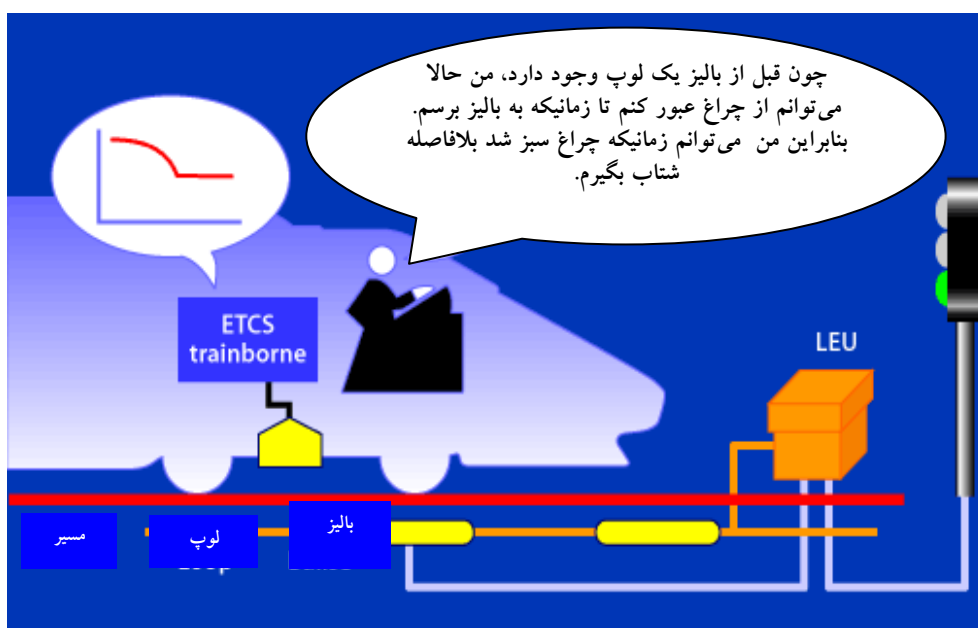 چون قبل از بالیز یک لوپ وجود دارد، من حالا
می‌توانم از چراغ عبور کنم تا زمانیکه به بالیز برسم.
بنابراین من می‌توانم زمانیکه چراغ سبز شد بلافاصله
شتاب بگیرم.
ETCS
trainborne
LEU
بالیز
لوپ
مسیر